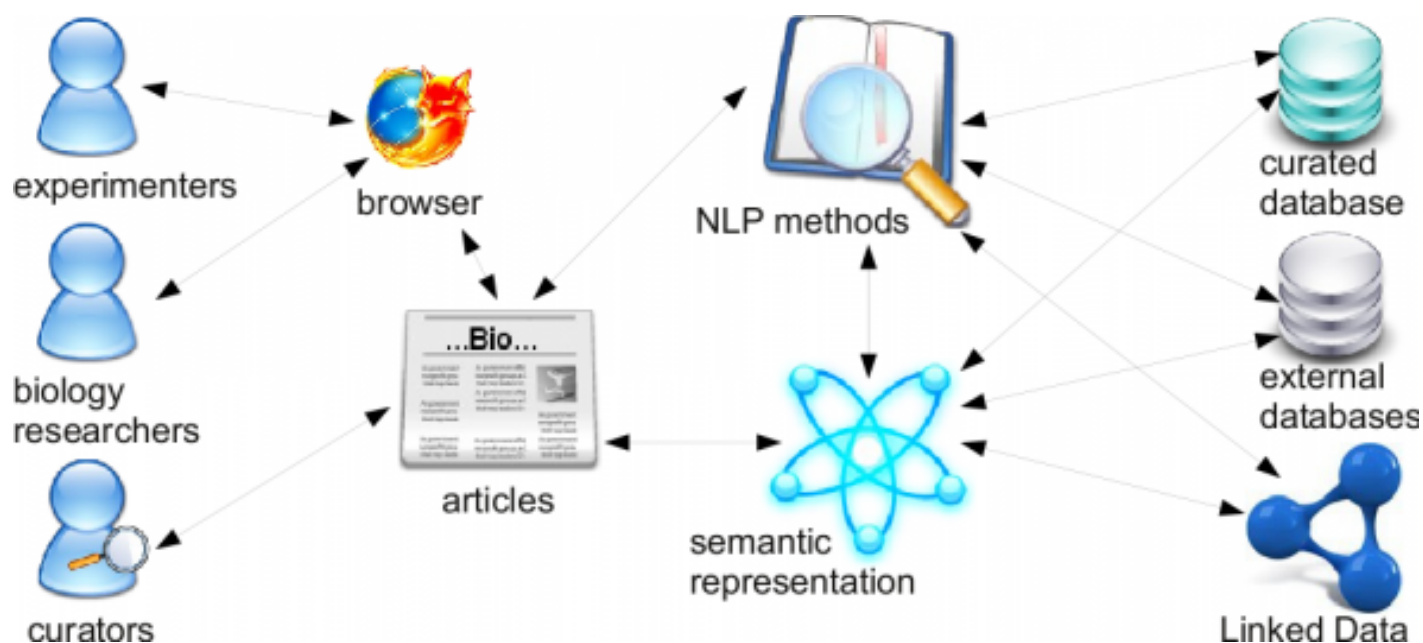 experimenters
browser
NLP methods
curated
database
biology
researchers
...Bio...
articles
semantic
representation
external
databases
curators
Linked Data